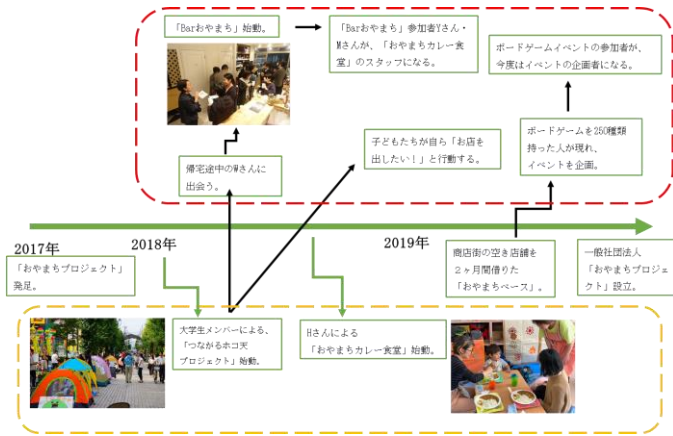 「Barおやまち」始動。
「Barおやまち」参加者Yさん・
Mさんが、「おやまちカレー食
堂」のスタッフになる。
ボードゲームイベントの参加者が、
今度はイベントの企画者になる。
帰宅途中のWさんに
出会う。
子どもたちが自ら「お店を
出したい！」と行動する。
ボードゲームを250種類
持った人が現れ、
イベントを企画。
2017年
2018年
2019年
「おやまちプロジェクト」
発足。
商店街の空き店舗を
２ヶ月間借りた
「おやまちベース」。
一般社団法人
「おやまちプロジェ
クト」設立。
大学生メンバーによる、
「つながるホコ天
プロジェクト」始動。
Hさんによる
「おやまちカレー食堂」始動。